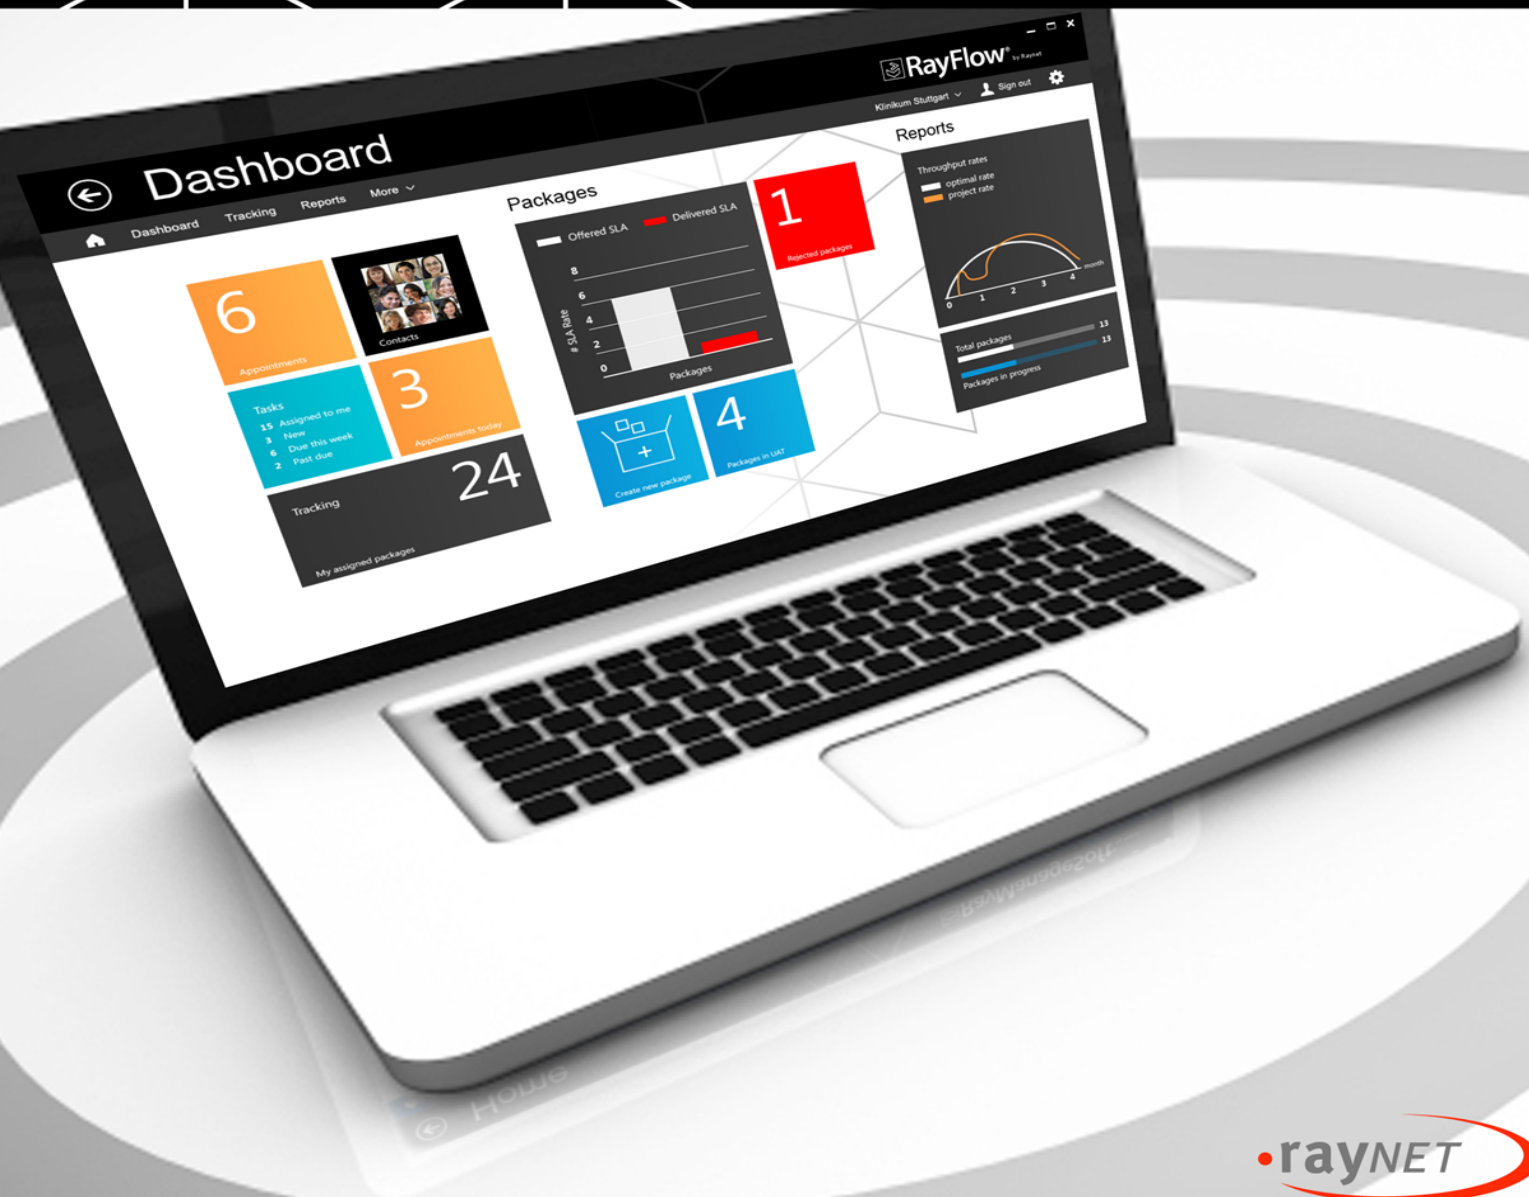 RayFlow® by Raynet
Dashboard
Klinikum Stuttgart
Sign out
Dashboard Tracking Reports More
6
Appointments
Contacts
Tasks
15 Assigned to me
3 New
6 Due this week
2 Past due
3
Appointments today
Tracking
24
My assigned packages
Packages
Offered SLA
Delivered SLA
8
6
4
2
0
# SLA Rate
Packages
1
Rejected packages
Create new package
4
Packages in UAT
Reports
Throughput rates
optimal rate
project rate
0 1 2 3 4 month
Total packages 13
13
Packages in progress
RayManageSoft
Home
raynet